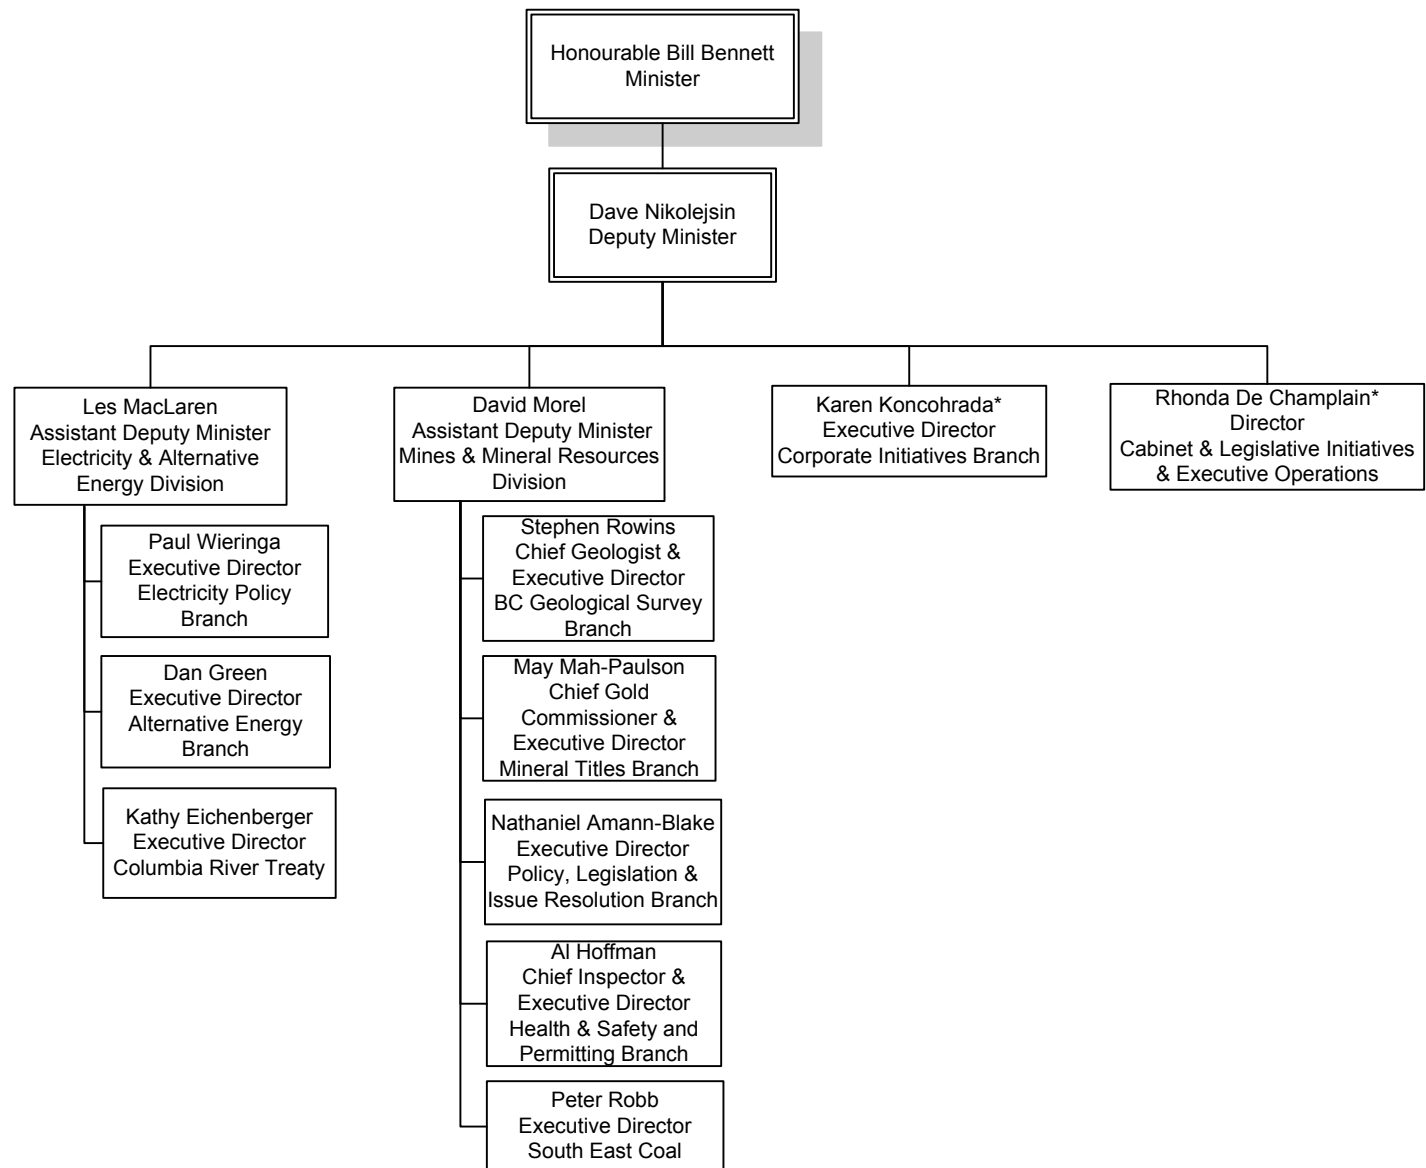 Honourable Bill Bennett
Minister
Dave Nikolejsin
Deputy Minister
Les MacLaren
Assistant Deputy Minister
Electricity & Alternative
Energy Division
David Morel
Assistant Deputy Minister
Mines & Mineral Resources
Division
Karen Koncohrada*
Executive Director
Corporate Initiatives Branch
Rhonda De Champlain*
Director
Cabinet & Legislative Initiatives
& Executive Operations
Paul Wieringa
Executive Director
Electricity Policy
Branch
Dan Green
Executive Director
Alternative Energy
Branch
Kathy Eichenberger
Executive Director
Columbia River Treaty
Stephen Rowins
Chief Geologist &
Executive Director
BC Geological Survey
Branch
May Mah-Paulson
Chief Gold
Commissioner &
Executive Director
Mineral Titles Branch
Nathaniel Amann-Blake
Executive Director
Policy, Legislation &
Issue Resolution Branch
Al Hoffman
Chief Inspector &
Executive Director
Health & Safety and
Permitting Branch
Peter Robb
Executive Director
South East Coal